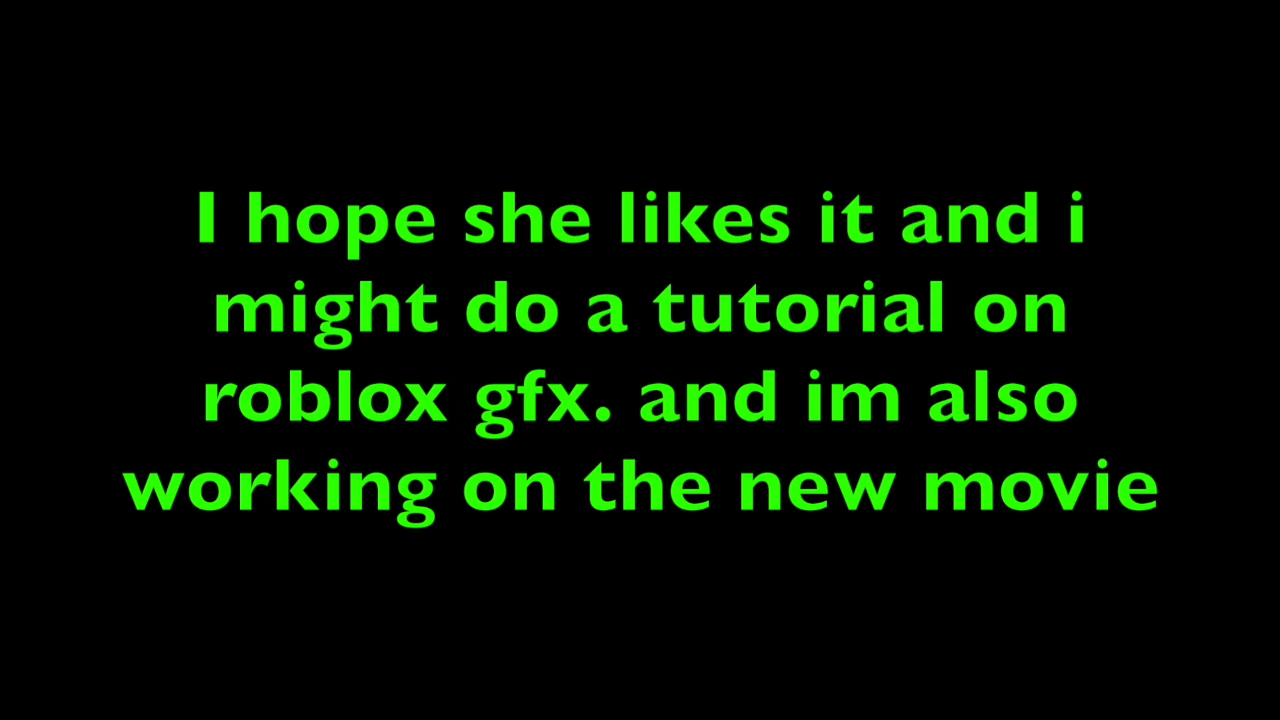 I hope she likes it and i
might do a tutorial on
roblox gfx. and im also
working on the new movie